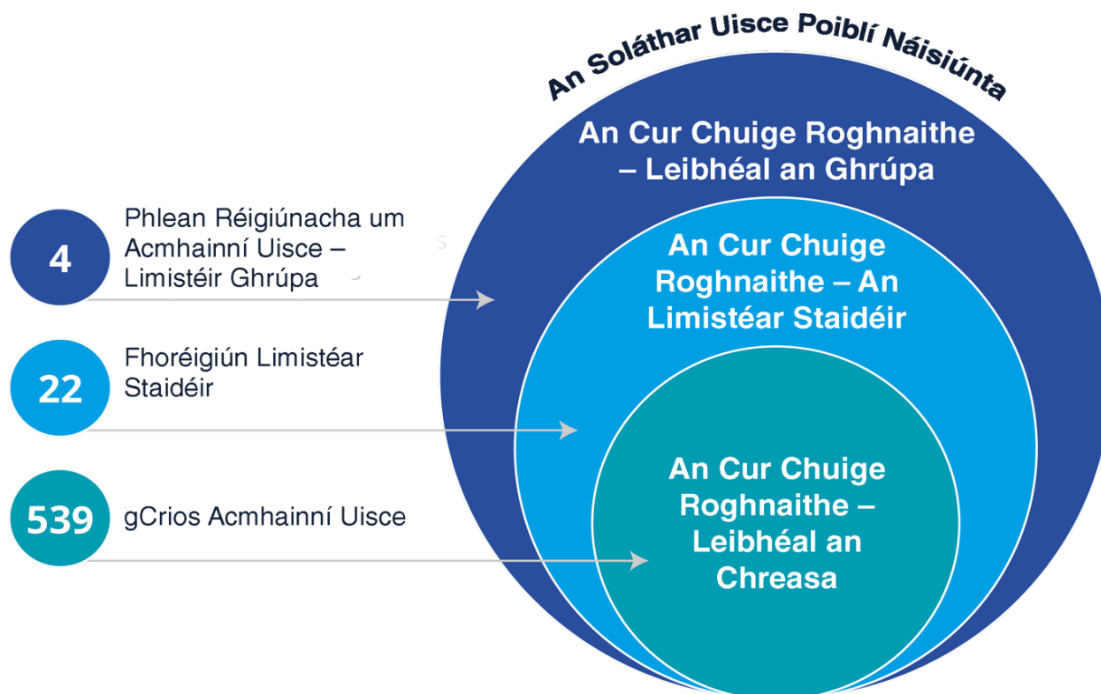 An Soláthar Uisce Poiblí Náisiúnta
An Cur Chuige Roghnaithe
– Leibhéal an Ghrúpa
4
Phlean Réigiúnacha um
Acmhainní Uisce –
Limistéir Ghrúpa
An Cur Chuige
Roghnaithe – An
Limistéar Staidéir
22
Fhoréigiún Limistéar
Staidéir
An Cur Chuige
Roghnaithe –
Leibhéal an
Chreasa
539
gCrios Acmhainní Uisce